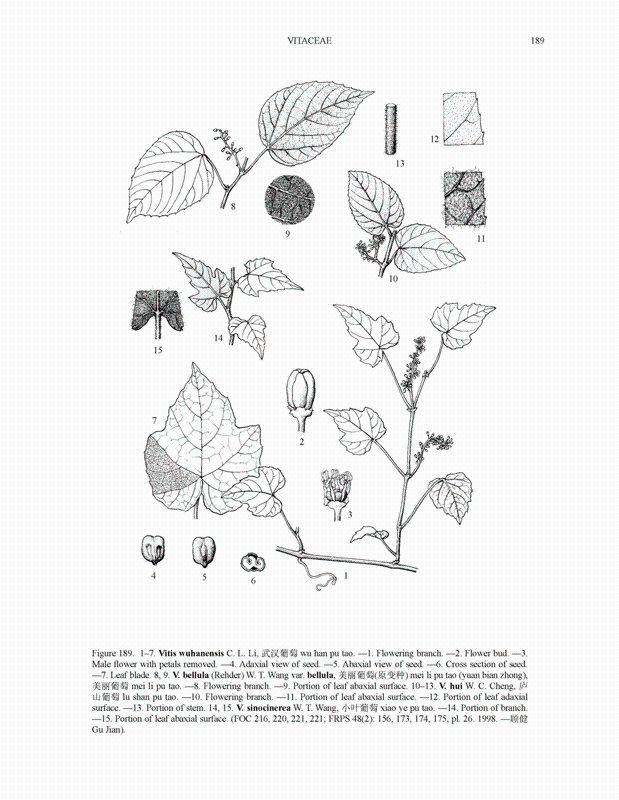 VITACEAE 189
12
13
8
9
11
10
14
15
7
2
3
4
5
6
1
Figure 189. 1–7. Vitis wuhanensis C. L. Li, 武汉葡萄 wu han pu tao. —1. Flowering branch. —2. Flower bud. —3.
Male flower with petals removed. —4. Adaxial view of seed. —5. Abaxial view of seed. —6. Cross section of seed.
—7. Leaf blade. 8, 9. V. bellula (Rehder) W. T. Wang var. bellula, 美丽葡萄(原变种) mei li pu tao (yuan bian zhong),
美丽葡萄 mei li pu tao. —8. Flowering branch. —9. Portion of leaf abaxial surface. 10–13. V. hui W. C. Cheng, 庐
山葡萄 lu shan pu tao. —10. Flowering branch. —11. Portion of leaf abaxial surface. —12. Portion of leaf adaxial
surface. —13. Portion of stem. 14, 15. V. sinocinerea W. T. Wang, 小叶葡萄 xiao ye pu tao. —14. Portion of branch.
—15. Portion of leaf abaxial surface. (FOC 216, 220, 221, 221; FRPS 48(2): 156, 173, 174, 175, pl. 26. 1998. —顾健
Gu Jian).